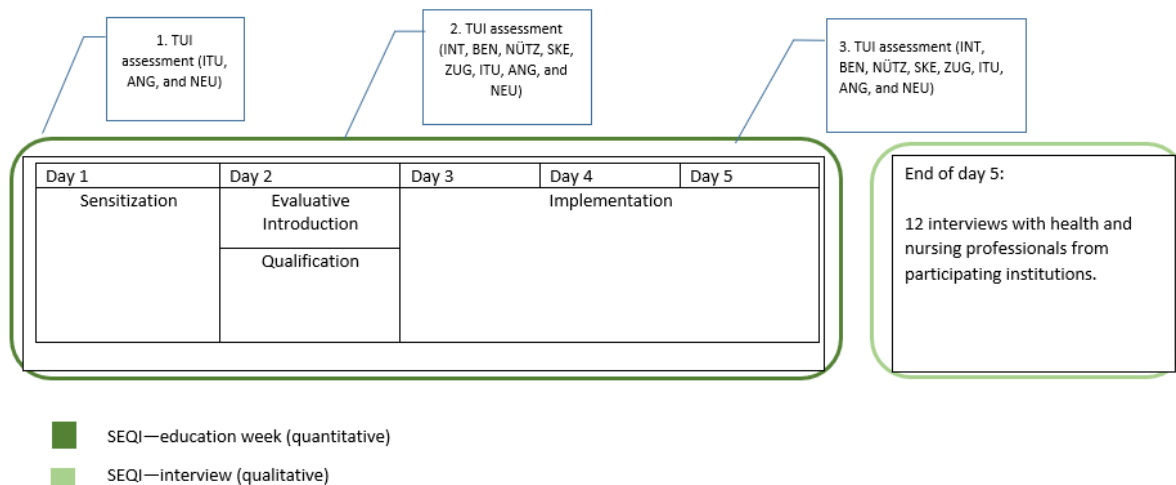 1. TUI
assessment (ITU,
ANG, and NEU)
2. TUI assessment
(INT, BEN, NÜTZ, SKE,
ZUG, ITU, ANG, and
NEU)
3. TUI assessment (INT,
BEN, NÜTZ, SKE, ZUG, ITU,
ANG, and NEU)
Day 1
Day 2
Day 3
Day 4
Day 5
Sensitization
Evaluative
Introduction
Qualification
Implementation
End of day 5:
12 interviews with health and
nursing professionals from
participating institutions.
SEQI—education week (quantitative)
SEQI—interview (qualitative)